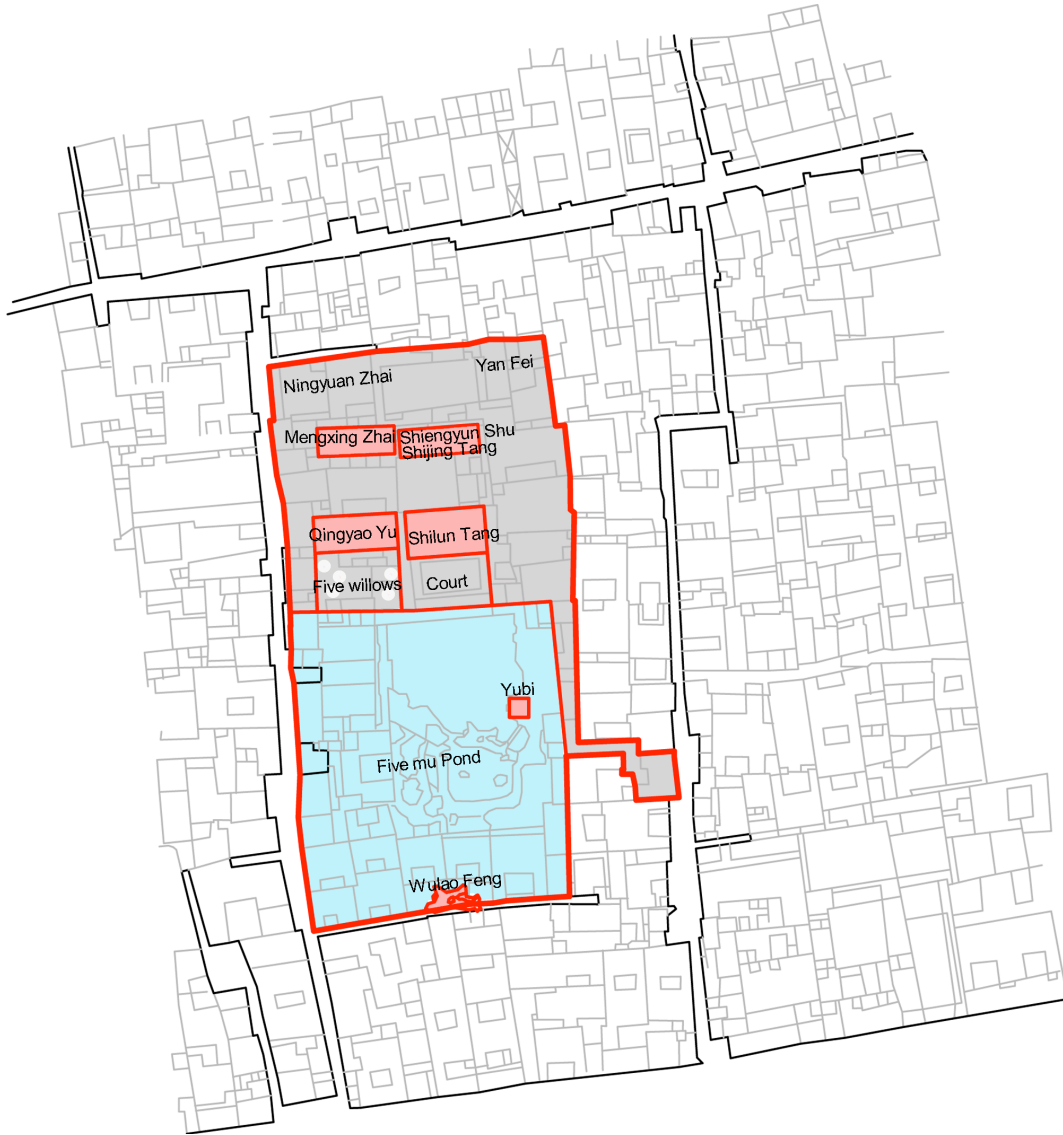 Yan Fei
Ningyuan Zhai
Mengxing Zhai
Shiengyun Shu
Shijing Tang
Qingyao Yu
Shilun Tang
Five willows
Court
Yubi
Five mu Pond
Wulao Feng